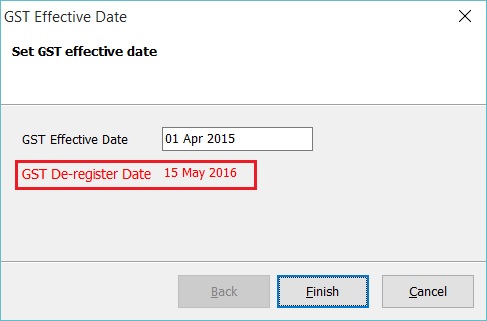 GST Effective Date
Set GST effective date
GST Effective Date 01 Apr 2015
GST De-register Date 15 May 2016
Back Finish Cancel